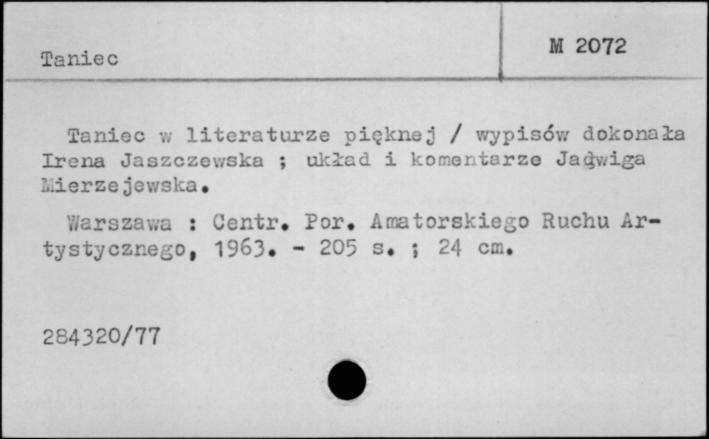 Taniec
M 2072
Taniec w literaturze pięknej / wypisów dokonała
Irena Jaszczewska ; układ i komentarze Jadwiga
Mierzejewska.
Warszawa : Centr. Por. Amatorskiego Ruchu Ar-
tystycznego, 1963. - 205 s. ; 24 cm.
284320/77